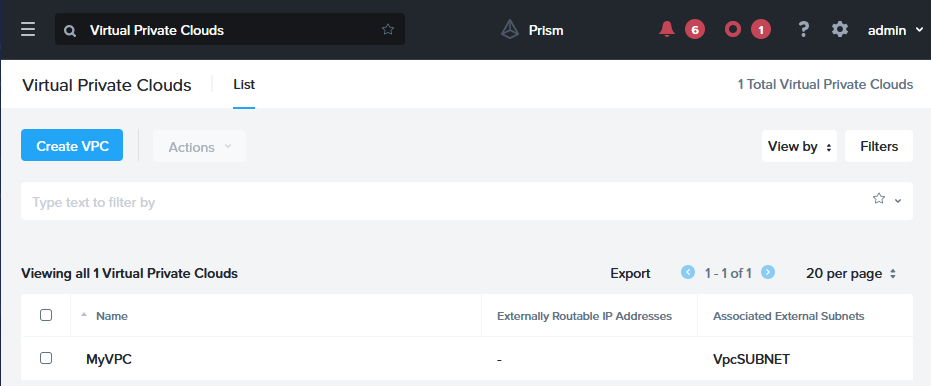 Virtual Private Clouds Prism 6 1 ? admin
Virtual Private Clouds List 1 Total Virtual Private Clouds
Create VPC Actions View by Filters
Type text to filter by
Viewing all 1 Virtual Private Clouds Export 1 - 1 of 1 20 per page
Name Externally Routable IP Addresses Associated External Subnets
MyVPC - VpcSUBNET